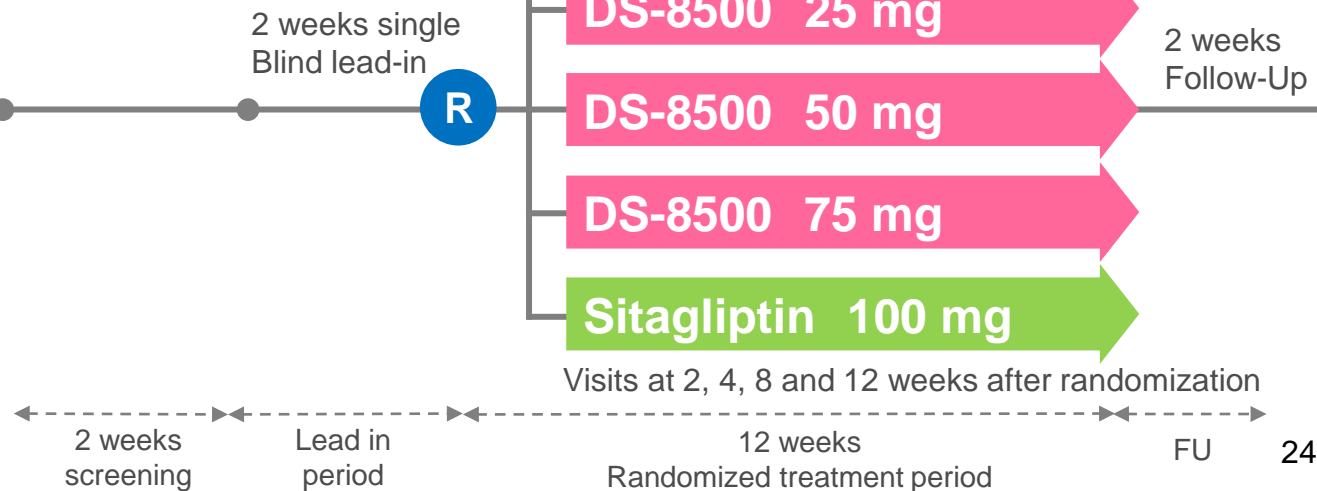 DS-8500 25 mg
2 weeks single
Blind lead-in
2 weeks
Follow-Up
R
DS-8500 50 mg
DS-8500 75 mg
Sitagliptin 100 mg
Visits at 2, 4, 8 and 12 weeks after randomization
2 weeks
screening
Lead in
period
12 weeks
Randomized treatment period
FU
24